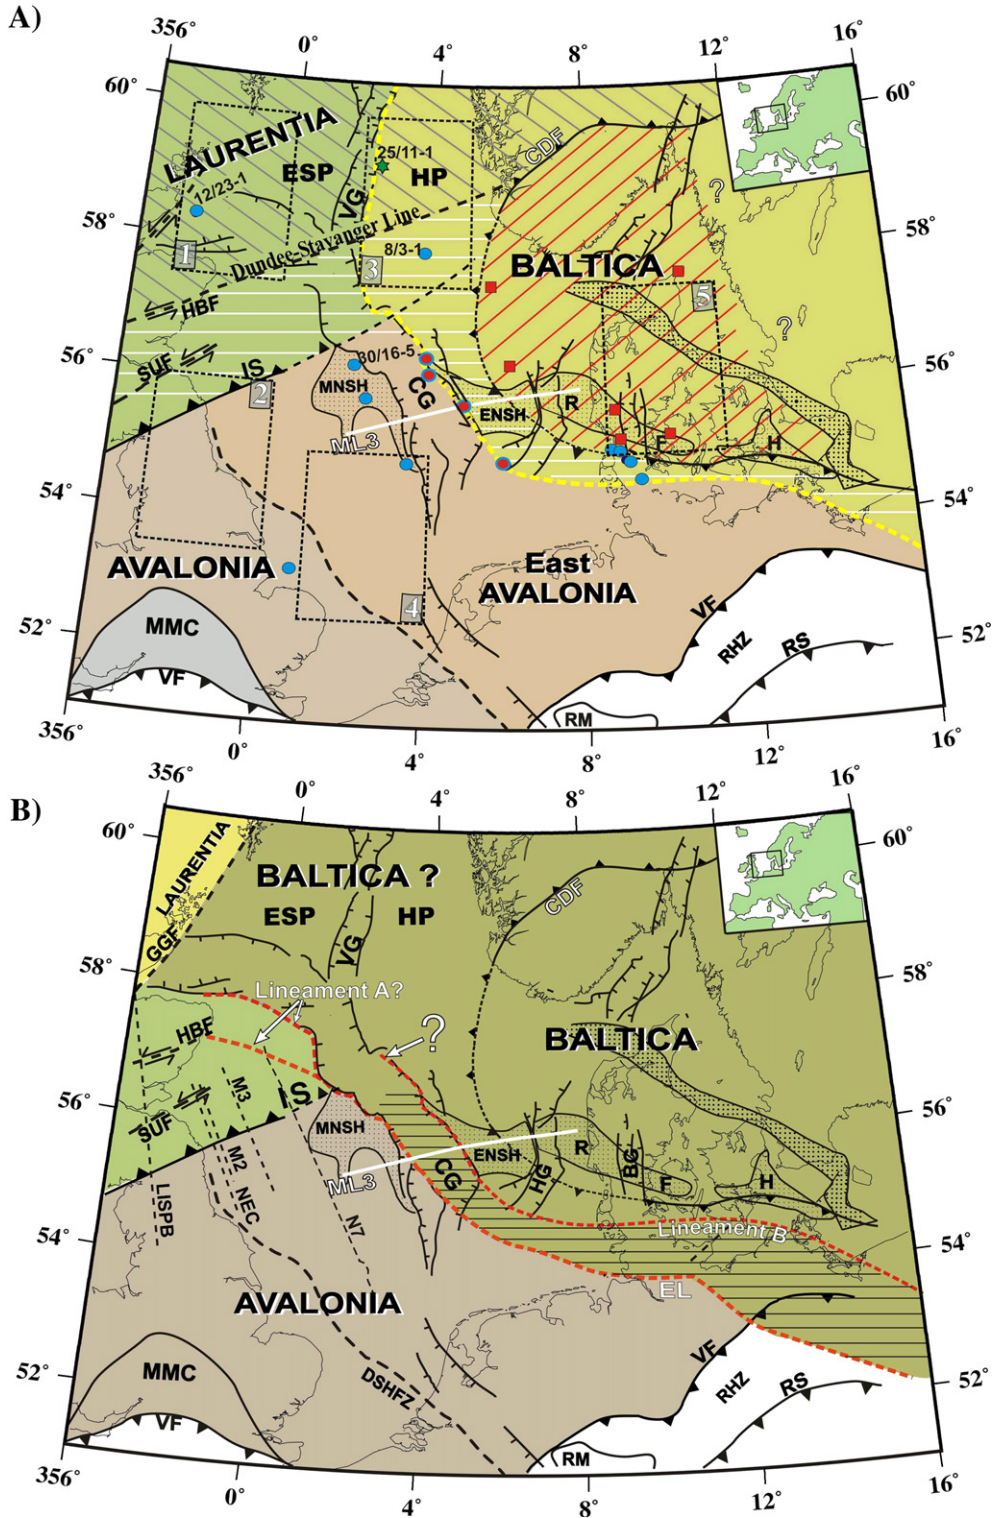 A)
356°
0°
4°
8°
12°
16°
60°
60°
LAURENTIA
ESP
25/11-1
HP
CDF
12/23-1
VG
?
58°
58°
Dundee-Stavanger Line
8/3-1
1
3
BALTICA
5
HBF
?
56°
SUF
IS
30/16-5
56°
2
MNSH
CG
ENSH
R
ML3
F
H
54°
54°
AVALONIA
East
AVALONIA
4
VF
52°
MMC
RHZ
RS
52°
VF
RM
356°
0°
4°
8°
12°
16°
B)
356°
0°
4°
8°
12°
16°
60°
60°
LAURENTIA
BALTICA ?
ESP
HP
CDF
GGF
VG
58°
58°
Lineament A?
HBF
?
BALTICA
M3
IS
56°
56°
SUF
MNSH
M2
ENSH
R
CG
HG
BG
ML3
F
H
LISPB
NEC
N7
54°
Lineament B
54°
EL
AVALONIA
VF
52°
MMC
DSHFZ
RHZ
RS
52°
VF
RM
356°
0°
4°
8°
12°
16°